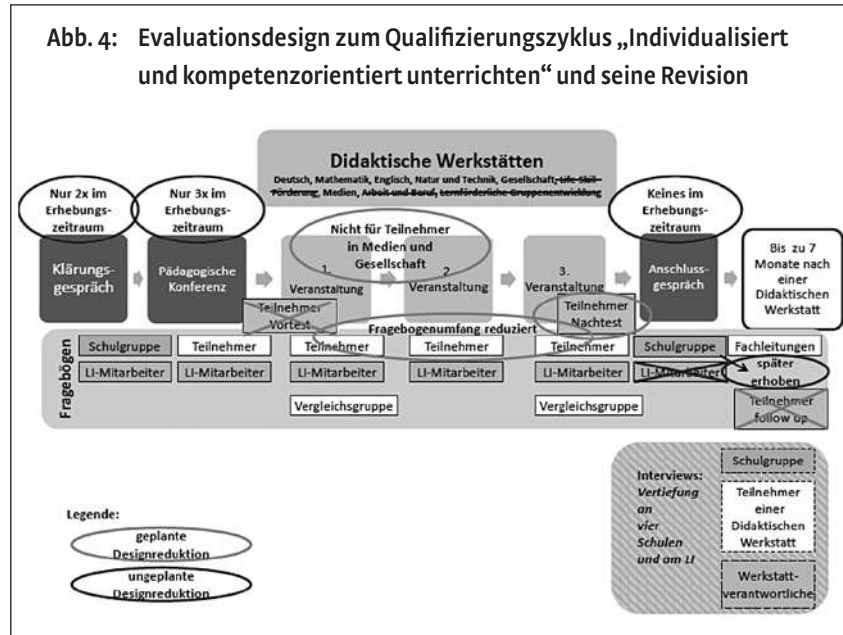 Abb. 4: Evaluationsdesign zum Qualifizierungszyklus „Individualisiert
und kompetenzorientiert unterrichten“ und seine Revision
Didaktische Werkstätten
Deutsch, Mathematik, Englisch, Natur und Technik, Gesellschaft, Life-Skill-
Förderung, Medien, Arbeit und Beruf, Lernförderliche Gruppenentwicklung
Nur 2x im
Erhebungs-
zeitraum
Nur 3x im
Erhebungs-
zeitraum
Nicht für Teilnehmer
in Medien und
Gesellschaft
Keines im
Erhebungs-
zeitraum
Klärungs-
gespräch
Pädagogische
Konferenz
1.
Veranstaltung
2
Veranstaltung
3.
Veranstaltung
Anschluss-
gespräch
Bis zu 7
Monate nach
einer
Didaktischen
Werkstatt
Teilnehmer
Vortest
Fragebogenumfang reduziert
Teilnehmer
Nachtest
Fragebögen
Schulgruppe
Teilnehmer
Teilnehmer
Teilnehmer
Teilnehmer
Schulgruppe
Fachleitungen
LI-Mitarbeiter
LI-Mitarbeiter
LI-Mitarbeiter
LI-Mitarbeiter
LI-Mitarbeiter
LI-Mitarbeiter
später
erhoben
Vergleichsgruppe
Vergleichsgruppe
Teilnehmer
follow up
Legende:
geplante
Designreduktion
ungeplante
Designreduktion
Interviews:
Vertiefung
an
vier
Schulen
und am LI
Schulgruppe
Teilnehmer
einer
Didaktischen
Werkstatt
Werkstatt-
verantwortliche